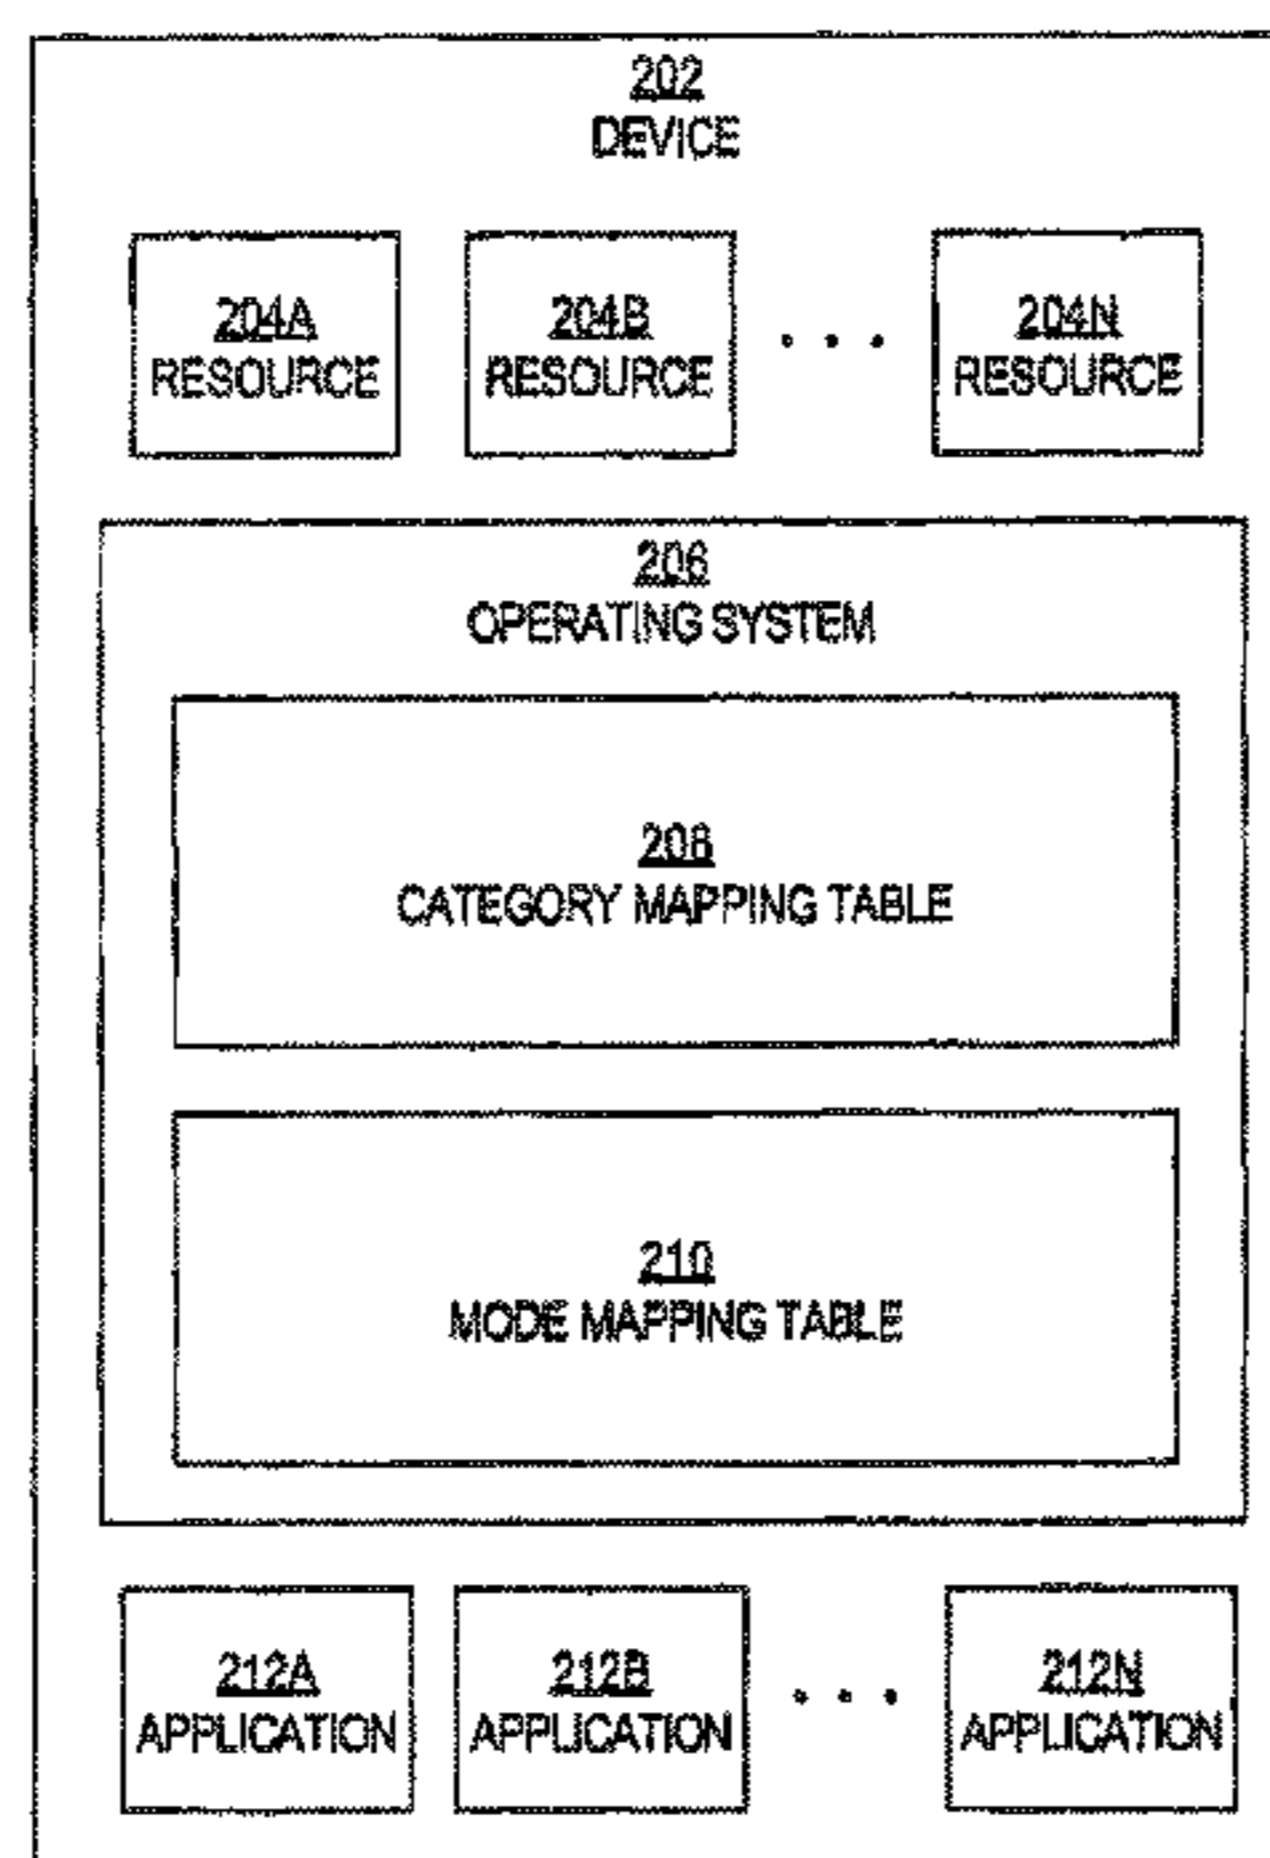 202
DEVICE
204A
RESOURCE
204B
RESOURCE
. . .
204N
RESOURCE
206
OPERATING SYSTEM
208
CATEGORY MAPPING TABLE
210
MODE MAPPING TABLE
212A
APPLICATION
212B
APPLICATION
. . .
212N
APPLICATION